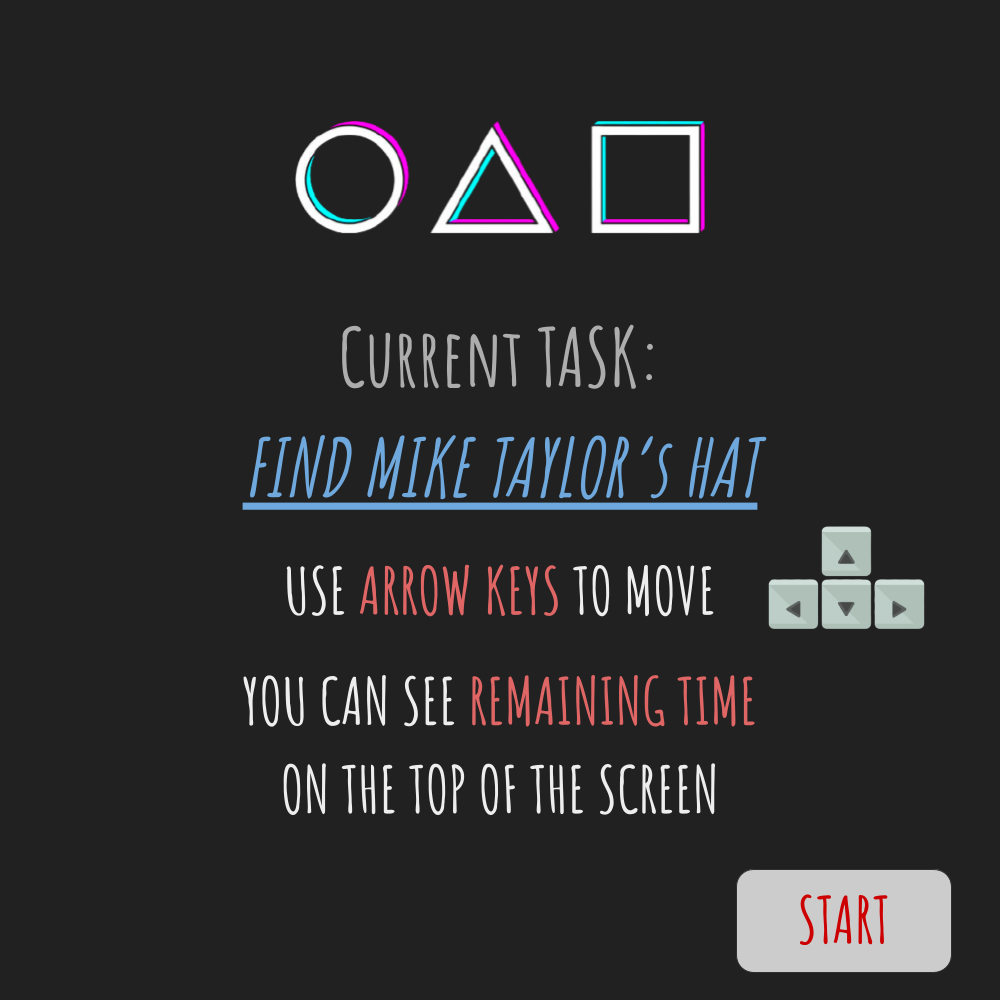 Current TASK:
FIND MIKE TAYLOR's HAT
USE ARROW KEYS TO MOVE
YOU CAN SEE REMAINING TIME
ON THE TOP OF THE SCREEN
START